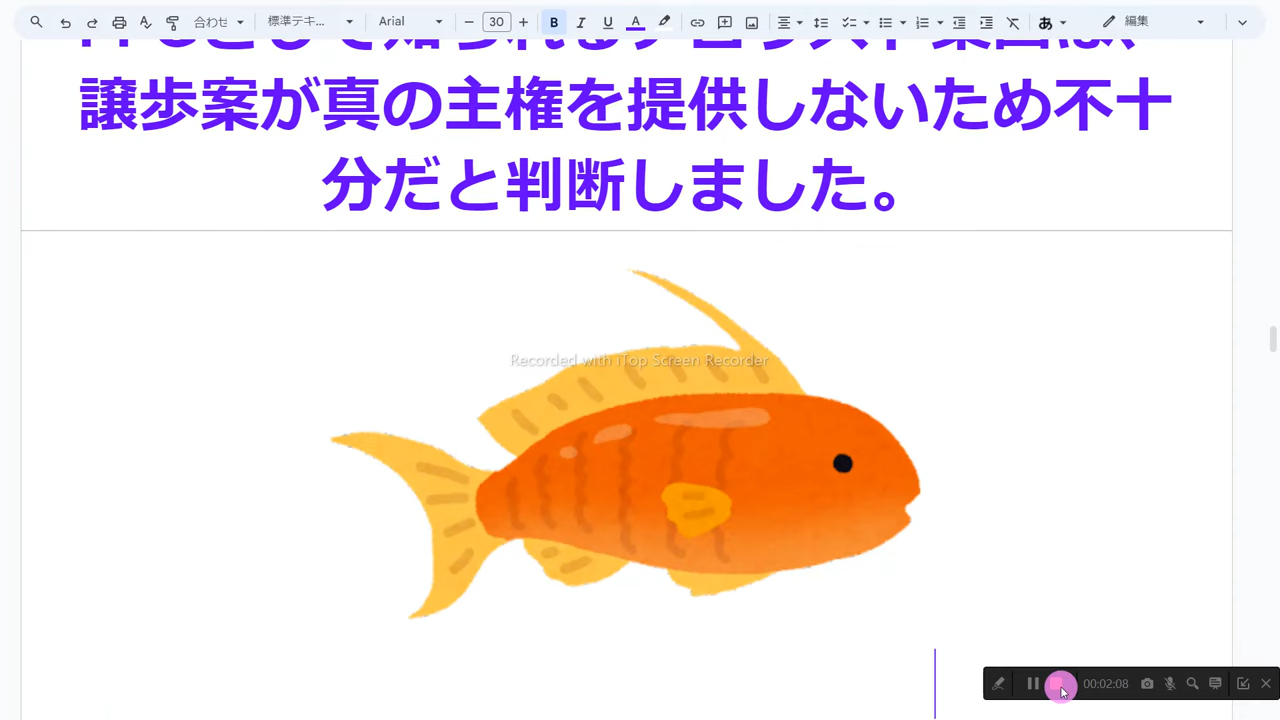 合わせ
標準テキ...
Arial
30
B
I
U
A
あ
編集
譲歩案が真の主権を提供しないため不十
分だと判断しました。
Recorded with iTop Screen Recorder
00:02:08